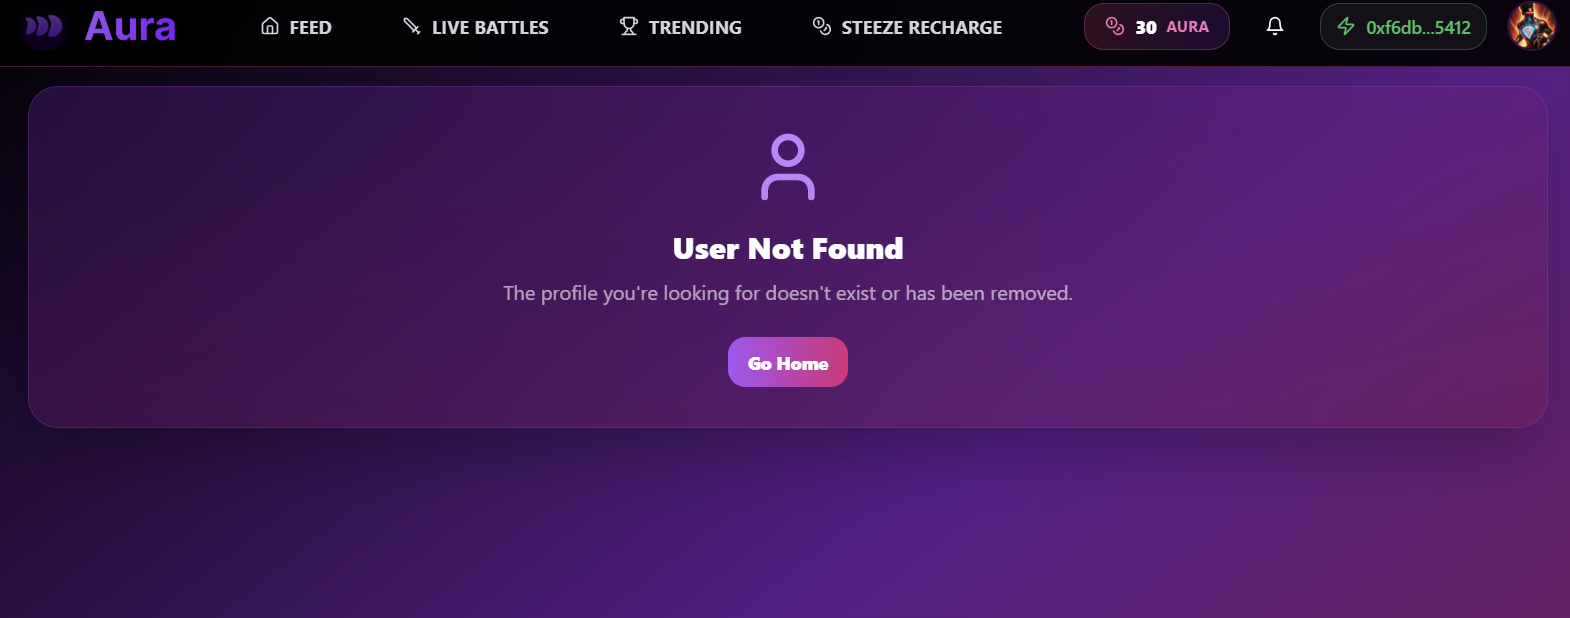 Aura
FEED
LIVE BATTLES
TRENDING
STEEZE RECHARGE
30 AURA
0xf6db...5412
User Not Found
The profile you're looking for doesn't exist or has been removed.
Go Home